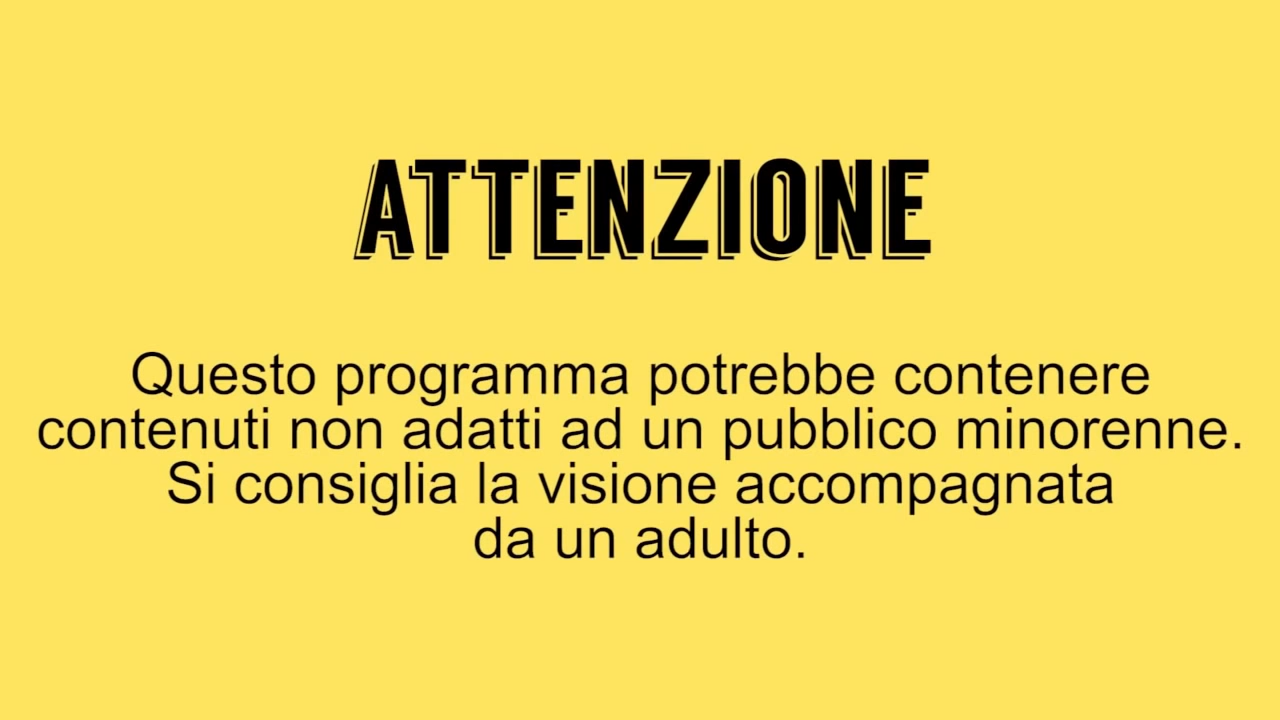 ATTENZIONE
Questo programma potrebbe contenere
contenuti non adatti ad un pubblico minorenne.
Si consiglia la visione accompagnata
da un adulto.